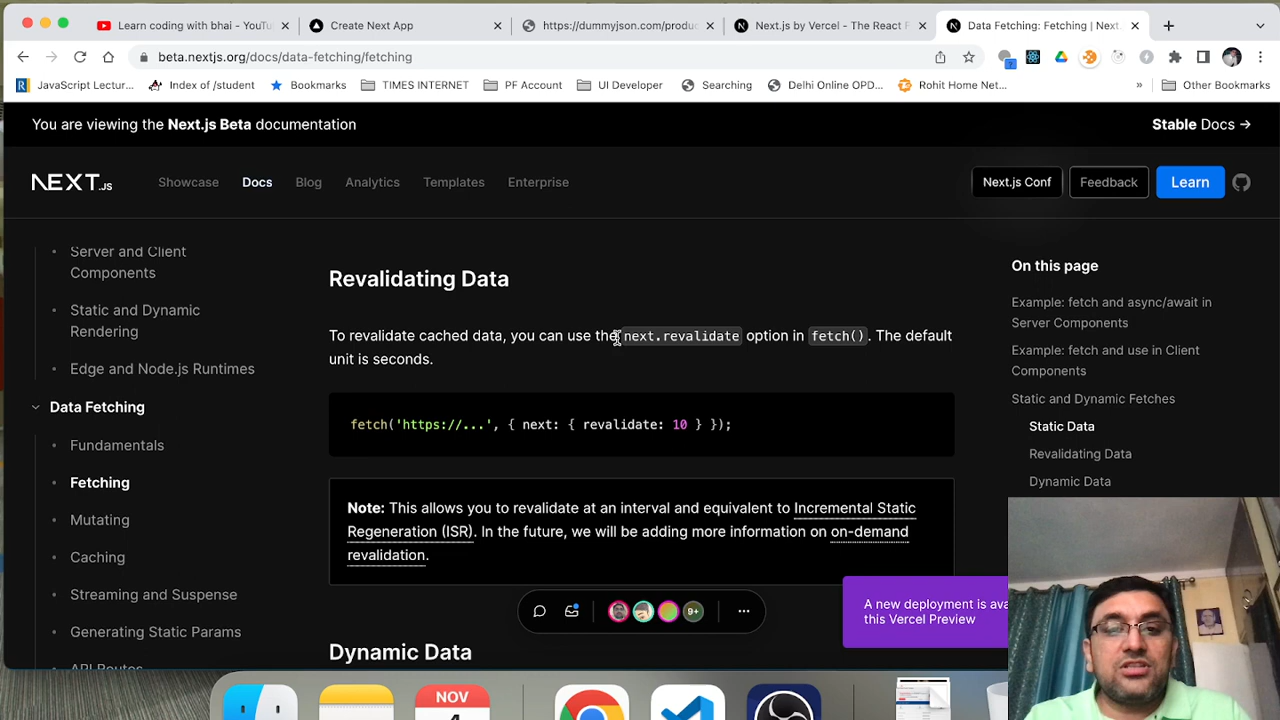 Learn coding with bhai - YouTu
Create Next App
https://dummyjson.com/produc
Next.js by Vercel - The React F
Data Fetching: Fetching | Next.
beta.nextjs.org/docs/data-fetching/fetching
JavaScript Lectur...
Index of /student
Bookmarks
TIMES INTERNET
PF Account
UI Developer
Searching
Delhi Online OPD...
Rohit Home Net...
»
Other Bookmarks
You are viewing the Next.js Beta documentation
Stable Docs →
NEXT.JS
Showcase
Docs
Blog
Analytics
Templates
Enterprise
Next.js Conf
Feedback
Learn
Server and Client
Components
Static and Dynamic
Rendering
Edge and Node.js Runtimes
Data Fetching
Fundamentals
Fetching
Mutating
Caching
Streaming and Suspense
Generating Static Params
API Routes
Revalidating Data
To revalidate cached data, you can use the next.revalidate option in fetch(). The default
unit is seconds.
fetch('https://...', { next: { revalidate: 10 } });
Note: This allows you to revalidate at an interval and equivalent to Incremental Static
Regeneration (ISR). In the future, we will be adding more information on on-demand
revalidation.
9+
Dynamic Data
On this page
Example: fetch and async/await in
Server Components
Example: fetch and use in Client
Components
Static and Dynamic Fetches
Static Data
Revalidating Data
Dynamic Data
A new deployment is ava
this Vercel Preview
NOV